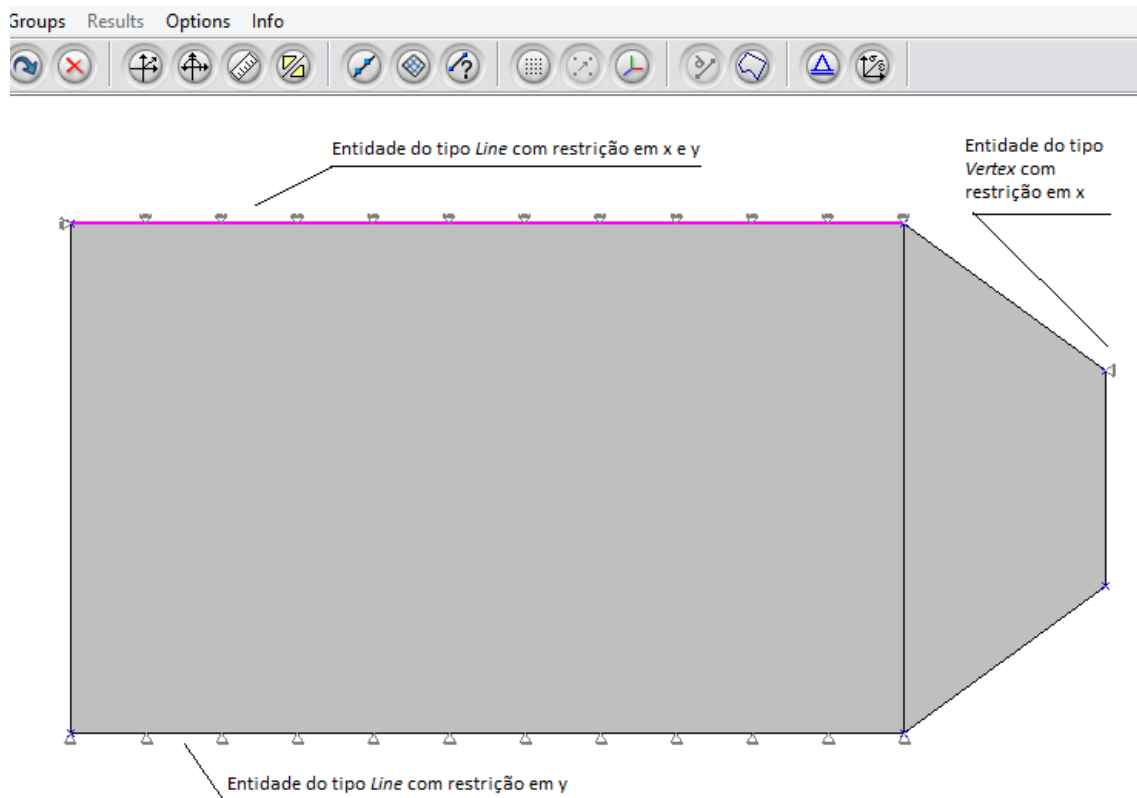 Groups Results Options Info
Entidade do tipo Line com restrição em x e y
Entidade do tipo
Vertex com
restrição em x
Entidade do tipo Line com restrição em y